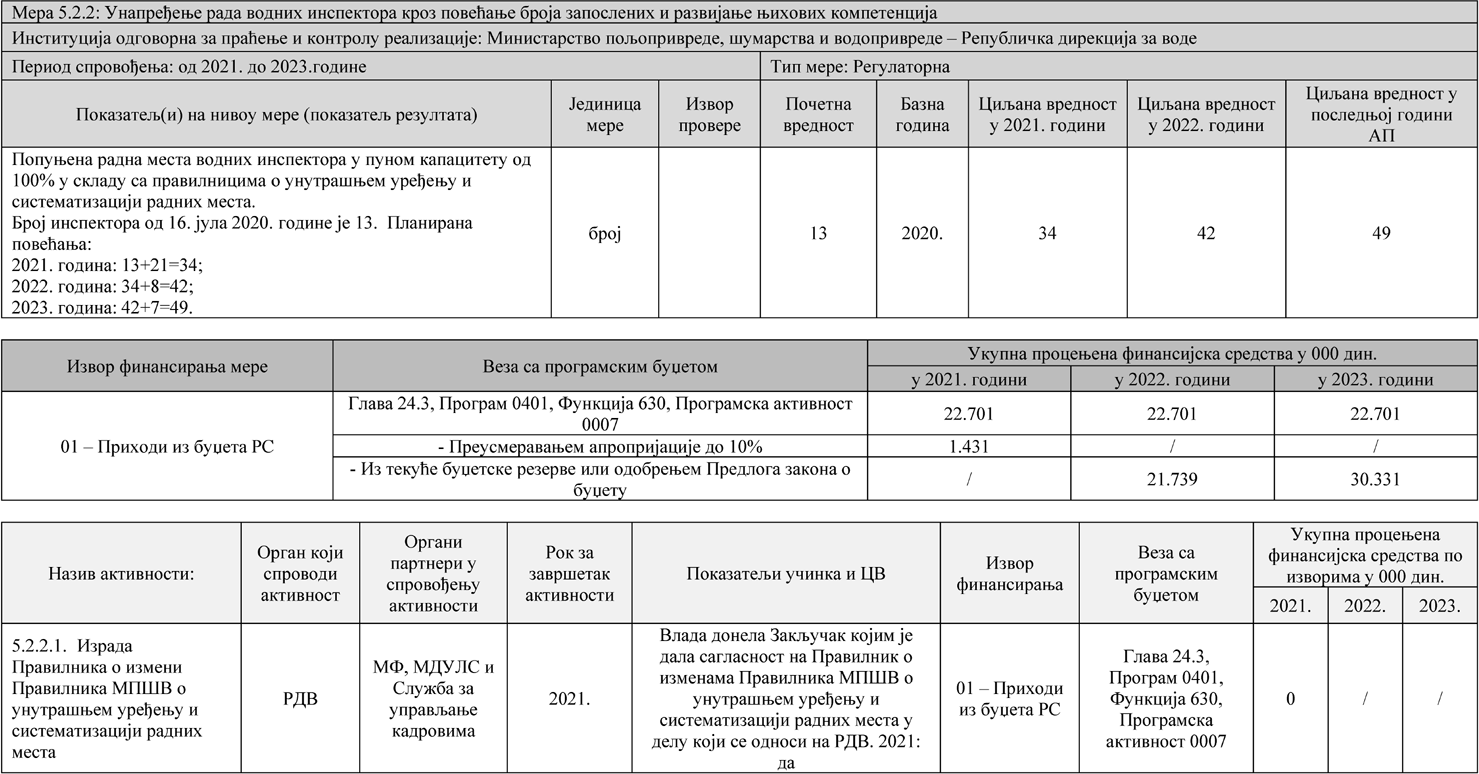 Мера 5.2.2: Унапређење рада водних инспектора кроз повећање броја запослених и развијање њихових компетенција
Институција одговорна за праћење и контролу реализације: Министарство пољопривреде, шумарства и водопривреде – Републичка дирекција за воде
Период спровођења: од 2021. до 2023.године
Тип мере: Регулаторна
Показатељ(и) на нивоу мере (показатељ резултата)
Јединица
мере
Извор
провере
Почетна
вредност
Базна
година
Циљана вредност
у 2021. години
Циљана вредност
у 2022. години
Циљана вредност у
последњој години
АП
Попуњена радна места водних инспектора у пуном капацитету од
100% у складу са правилницима о унутрашњем уређењу и
систематизацији радних места.
Број инспектора од 16. јула 2020. године је 13. Планирана
повећања:
2021. година: 13+21=34;
2022. година: 34+8=42;
2023. година: 42+7=49.
број
13
2020.
34
42
49
Извор финансирања мере
Веза са програмским буџетом
Укупна процењена финансијска средства у 000 дин.
у 2021. години
у 2022. години
у 2023. години
01 – Приходи из буџета РС
Глава 24.3, Програм 0401, Функција 630, Програмска активност
0007
22.701
22.701
22.701
- Преусмеравањем апропријације до 10%
1.431
/
/
- Из текуће буџетске резерве или одобрењем Предлога закона о
буџету
/
21.739
30.331
Назив активности:
Орган који
спроводи
активност
Органи
партнери у
спровођењу
активности
Рок за
завршетак
активности
Показатељи учинка и ЦВ
Извор
финансирања
Веза са
програмским
буџетом
Укупна процењена
финансијска средства по
изворима у 000 дин.
2021.
2022.
2023.
5.2.2.1. Израда
Правилника о измени
Правилника МПШВ о
унутрашњем уређењу и
систематизацији радних
места
РДВ
МФ, МДУЛС и
Служба за
управљање
кадровима
2021.
Влада донела Закључак којим је
дала сагласност на Правилник о
изменама Правилника МПШВ о
унутрашњем уређењу и
систематизацији радних места у
делу који се односи на РДВ. 2021:
да
01 – Приходи
из буџета РС
Глава 24.3,
Програм 0401,
Функција 630,
Програмска
активност 0007
0
/
/